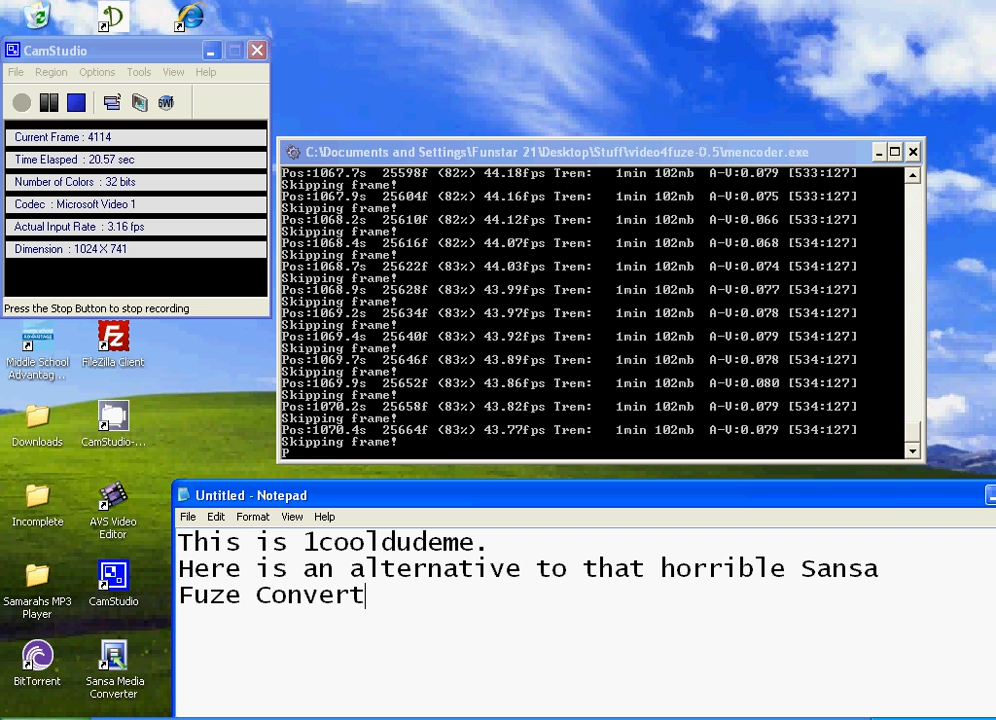 CamStudio
File Region Options Tools View Help
Current Frame : 4114
Time Elasped : 20.57 sec
Number of Colors : 32 bits
Codec : Microsoft Video 1
Actual Input Rate : 3.16 fps
Dimension : 1024 X 741
Press the Stop Button to stop recording
C:\Documents and Settings\Funstar 21\Desktop\Stuff\video4fuze-0.5\mencoder.exe
Pos:1067.7s 25598f (82%) 44.18fps Trem: 1min 102mb A-V:0.079 [533:127]
Skipping frame!
Pos:1067.9s 25604f (82%) 44.16fps Trem: 1min 102mb A-V:0.075 [533:127]
Skipping frame!
Pos:1068.2s 25610f (82%) 44.12fps Trem: 1min 102mb A-V:0.066 [533:127]
Skipping frame!
Pos:1068.4s 25616f (82%) 44.07fps Trem: 1min 102mb A-V:0.068 [534:127]
Skipping frame!
Pos:1068.7s 25622f (83%) 44.03fps Trem: 1min 102mb A-V:0.074 [534:127]
Skipping frame!
Pos:1068.9s 25628f (83%) 43.99fps Trem: 1min 102mb A-V:0.077 [534:127]
Skipping frame!
Pos:1069.2s 25634f (83%) 43.97fps Trem: 1min 102mb A-V:0.078 [534:127]
Skipping frame!
Pos:1069.4s 25640f (83%) 43.92fps Trem: 1min 102mb A-V:0.079 [534:127]
Skipping frame!
Pos:1069.7s 25646f (83%) 43.89fps Trem: 1min 102mb A-V:0.078 [534:127]
Skipping frame!
Pos:1069.9s 25652f (83%) 43.86fps Trem: 1min 102mb A-V:0.080 [534:127]
Skipping frame!
Pos:1070.2s 25658f (83%) 43.82fps Trem: 1min 102mb A-V:0.079 [534:127]
Skipping frame!
Pos:1070.4s 25664f (83%) 43.77fps Trem: 1min 102mb A-V:0.079 [534:127]
Skipping frame!
P
Middle School
Advantag...
FileZilla Client
Downloads
CamStudio-...
Incomplete
AVS Video
Editor
Samarahs MP3
Player
CamStudio
BitTorrent
Sansa Media
Converter
Untitled - Notepad
File Edit Format View Help
This is 1cooldudeme.
Here is an alternative to that horrible Sansa
Fuze Convert